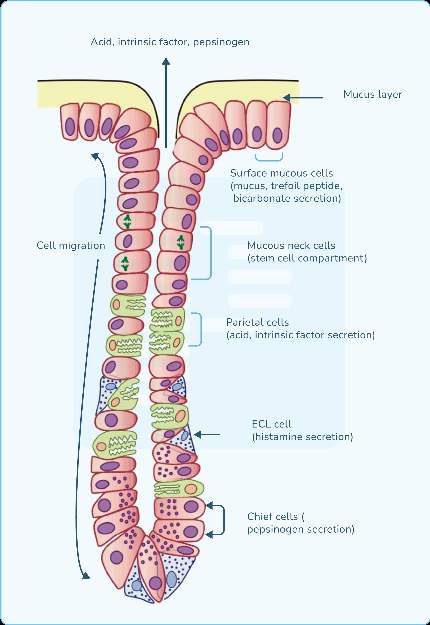 Acid, intrinsic factor, pepsinogen
Mucus layer
Surface mucous cells
(mucus, trefoil peptide,
bicarbonate secretion)
Cell migration
Mucous neck cells
(stem cell compartment)
Parietal cells
(acid, intrinsic factor secretion)
ECL cell
(histamine secretion)
Chief cells (
pepsinogen secretion)